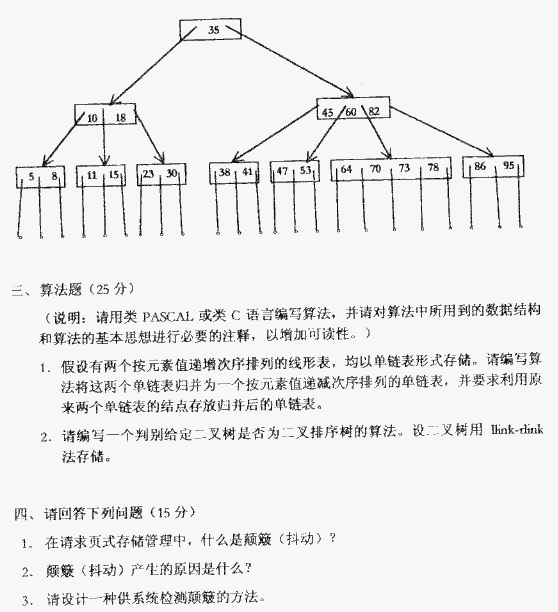 35
10 18
45 60 82
5 8 11 15 23 30 38 41 47 53 64 70 73 78 86 95
三、算法题（25 分）
（说明：请用类 PASCAL 或类 C 语言编写算法，并请对算法中所用到的数据结构
和算法的基本思想进行必要的注释，以增加可读性。）
1. 假设有两个按元素值递增次序排列的线形表，均以单链表形式存储。请编写算
法将这两个单链表归并为一个按元素值递减次序排列的单链表，并要求利用原
来两个单链表的结点存放归并后的单链表。
2. 请编写一个判别给定二叉树是否为二叉排序树的算法。设二叉树用 llink-rlink
法存储。
四、请回答下列问题（15 分）
1. 在请求页式存储管理中，什么是颠簸（抖动）？
2. 颠簸（抖动）产生的原因是什么？
3. 请设计一种供系统检测颠簸的方法。